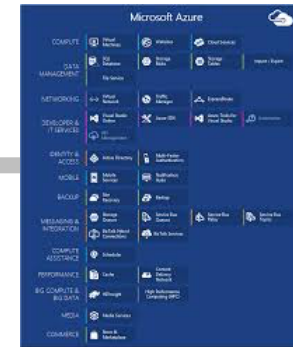 Microsoft Azure
COMPUTE Virtual Machines Websites Cloud Services
DATA MANAGEMENT SQL Database Storage Blobs Storage Tables Import / Export
File Service
NETWORKING Virtual Network Traffic Manager ExpressRoute
DEVELOPER & IT SERVICES Visual Studio Online Azure SDK Azure Tools for Visual Studio Automation
API Management
IDENTITY & ACCESS Active Directory Multi-Factor Authentication
MOBILE Mobile Services Notification Hubs
BACKUP Site Recovery Backup
MESSAGING & INTEGRATION Storage Queues Service Bus Queues Service Bus Relay Service Bus Topics
BizTalk Hybrid Connections BizTalk Services
COMPUTE ASSISTANCE Scheduler
PERFORMANCE Cache Content Delivery Network
BIG COMPUTE & BIG DATA HDInsight High Performance Computing (HPC)
MEDIA Media Services
COMMERCE Store & Marketplace